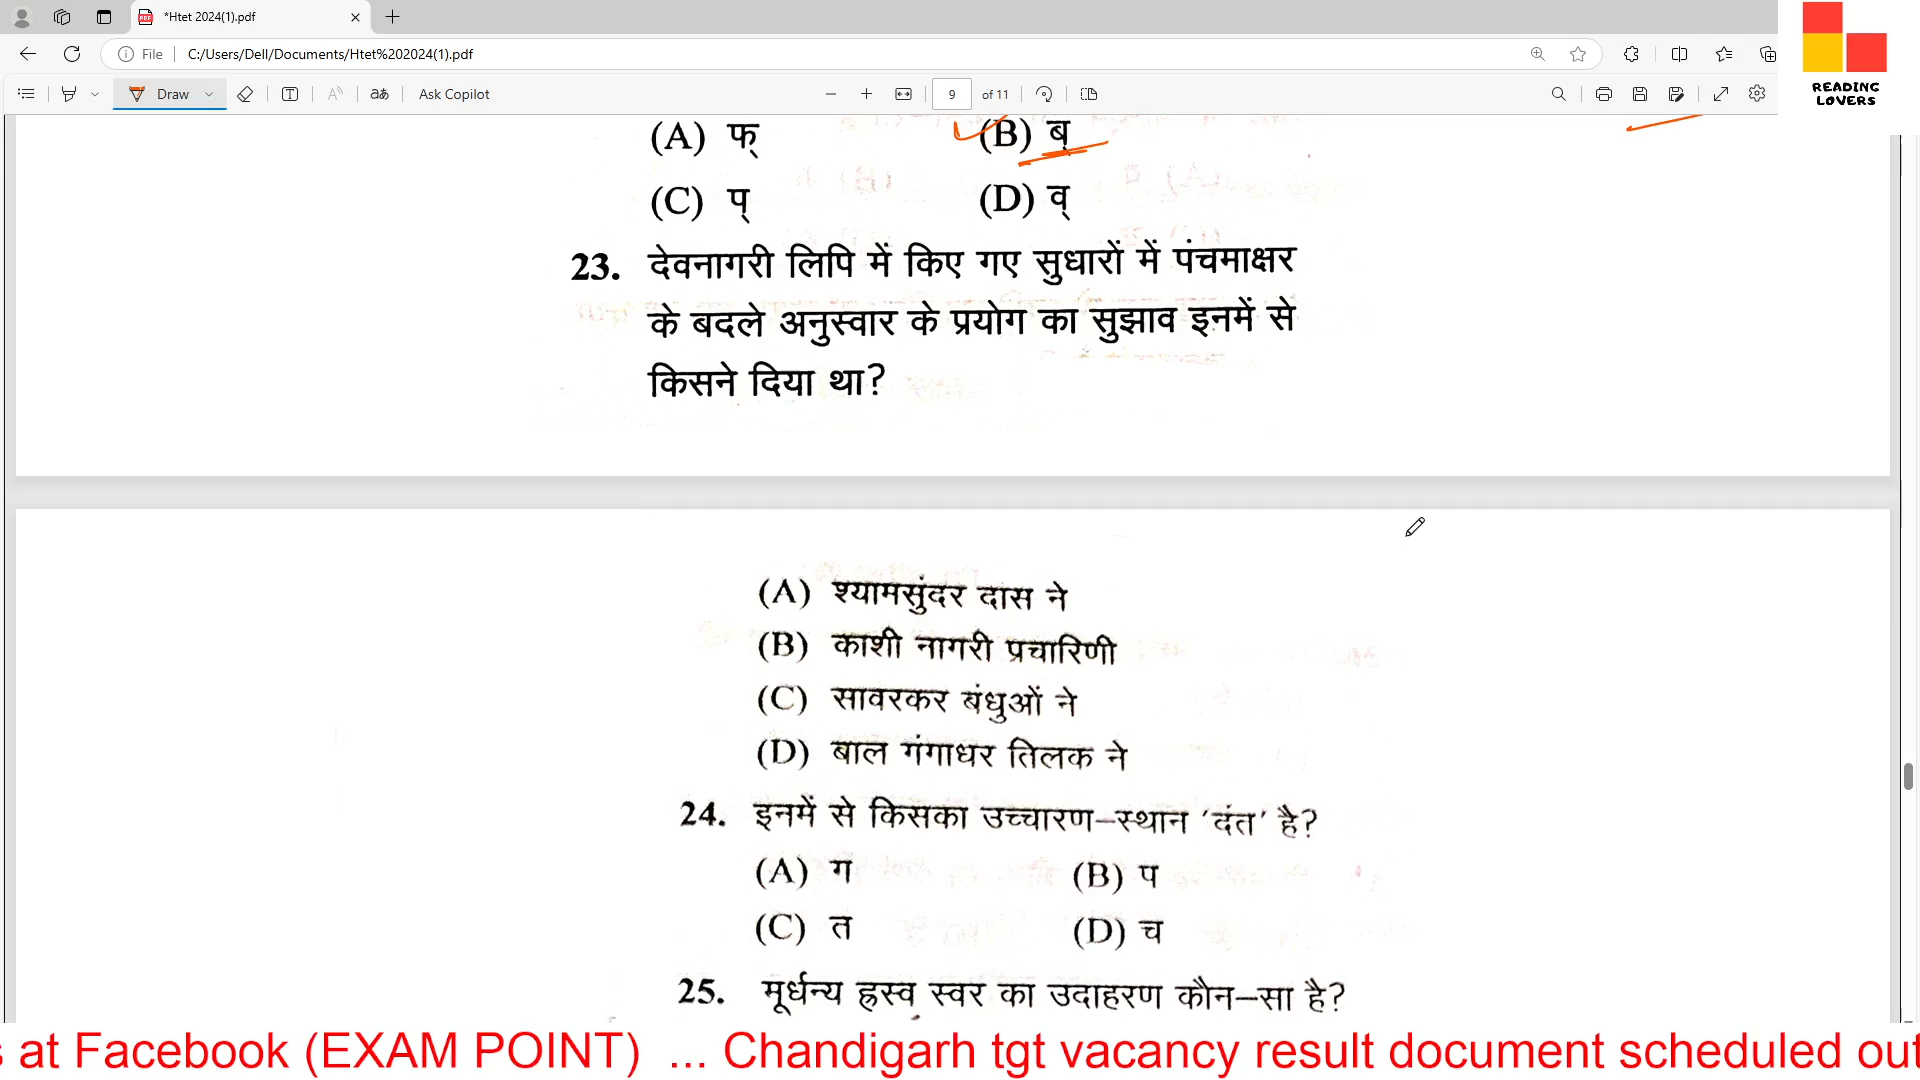 *Htet 2024(1).pdf
File
C:/Users/Dell/Documents/Htet%202024(1).pdf
Draw
Ask Copilot
9 of 11
READING
LOVERS
(A) फ् (B) ब्
(C) प् (D) व्
23. देवनागरी लिपि में किए गए सुधारों में पंचमाक्षर
के बदले अनुस्वार के प्रयोग का सुझाव इनमें से
किसने दिया था?
(A) श्यामसुंदर दास ने
(B) काशी नागरी प्रचारिणी
(C) सावरकर बंधुओं ने
(D) बाल गंगाधर तिलक ने
24. इनमें से किसका उच्चारण-स्थान 'दंत' है?
(A) ग (B) प
(C) त (D) च
25. मूर्धन्य ह्रस्व स्वर का उदाहरण कौन-सा है?
at Facebook (EXAM POINT) ... Chandigarh tgt vacancy result document scheduled out